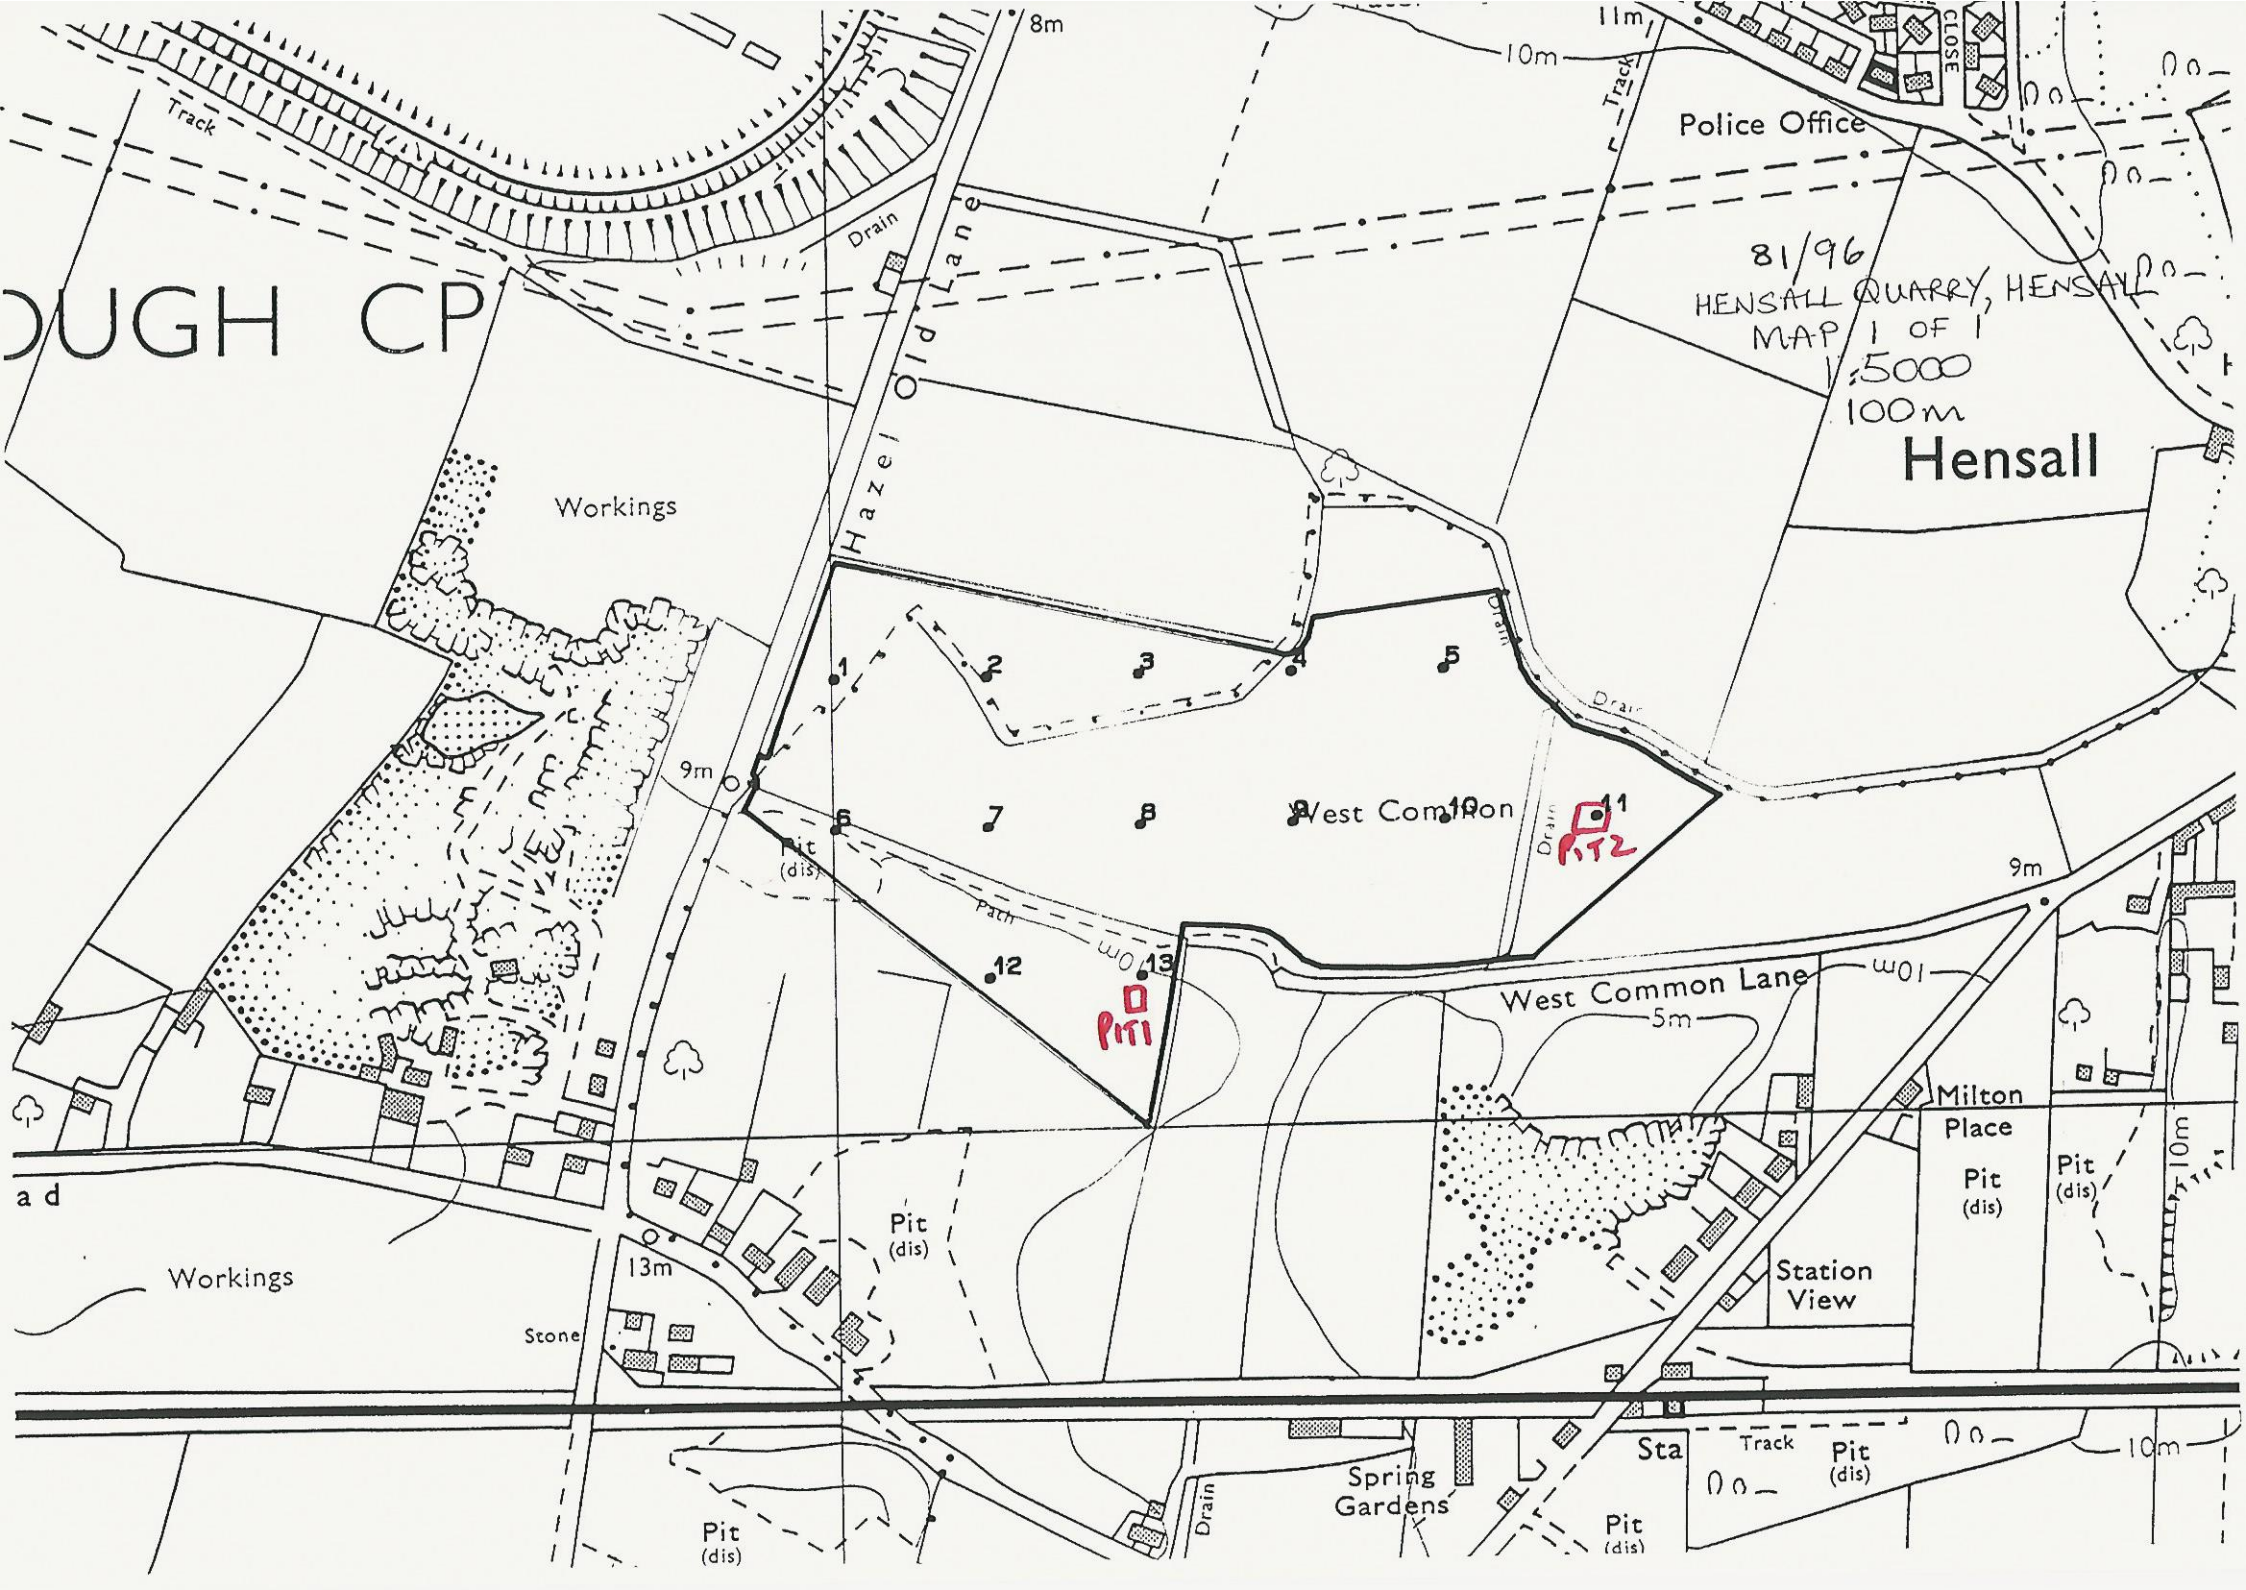 8m
11m
10m
Track
CLOSE
Track
Police Office
Drain
Hazel Old Lane
81/96
HENSALL QUARRY, HENSALL
MAP 1 OF 1
1:5000
100m
OUGH CP
Hensall
Workings
Drain
1
2
3
4
5
Drain
9m
6
7
8
9
West Common
10
11
Drain
PIT2
Pit
(dis)
9m
Path
10m
12
13
PIT1
West Common Lane
10m
5m
Milton
Place
ad
Pit
(dis)
Pit
(dis)
10m
Pit
(dis)
Workings
13m
Station
View
Stone
Sta
Track
Pit
(dis)
10m
Spring
Gardens
Drain
Pit
(dis)
Pit
(dis)